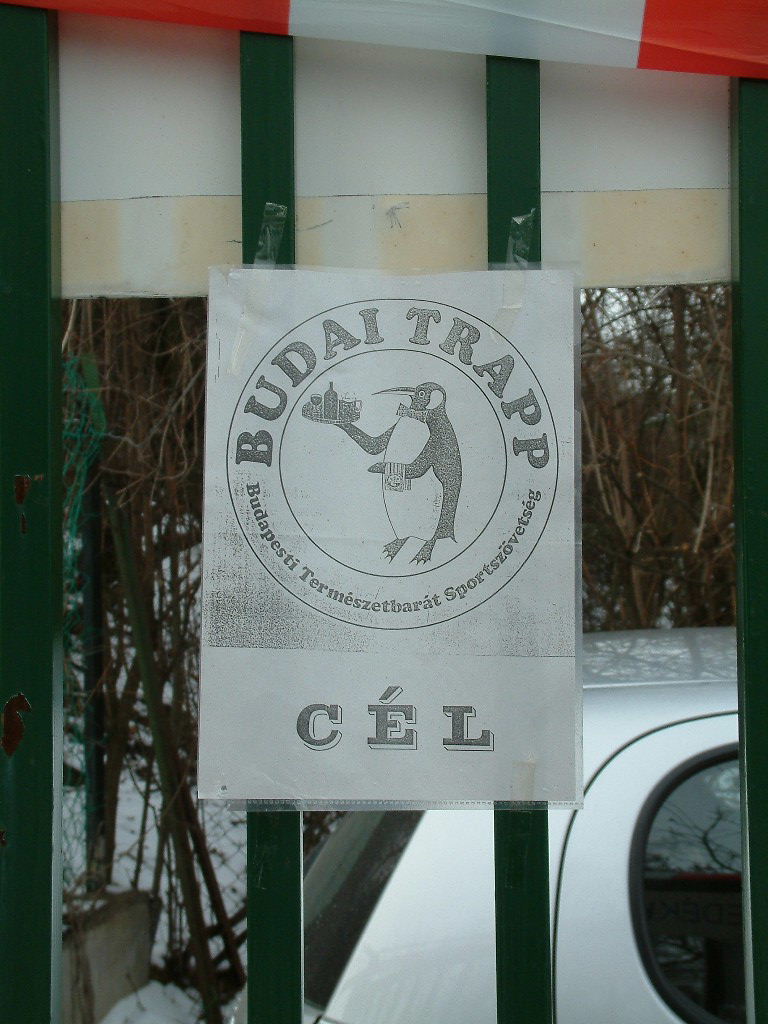 BUDAI TRAPP
Budapesti Természetbarát Sportszövetség
CÉL